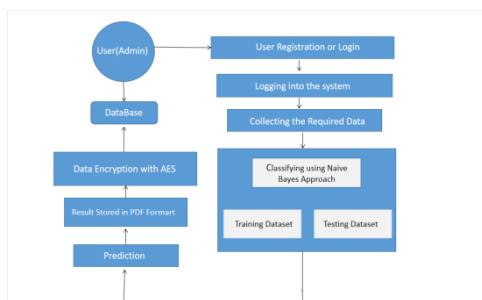 User(Admin)
User Registration or Login
Logging into the system
DataBase
Collecting the Required Data
Classifying using Naive
Bayes Approach
Data Encryption with AES
Result Stored in PDF Formart
Training Dataset
Testing Dataset
Prediction